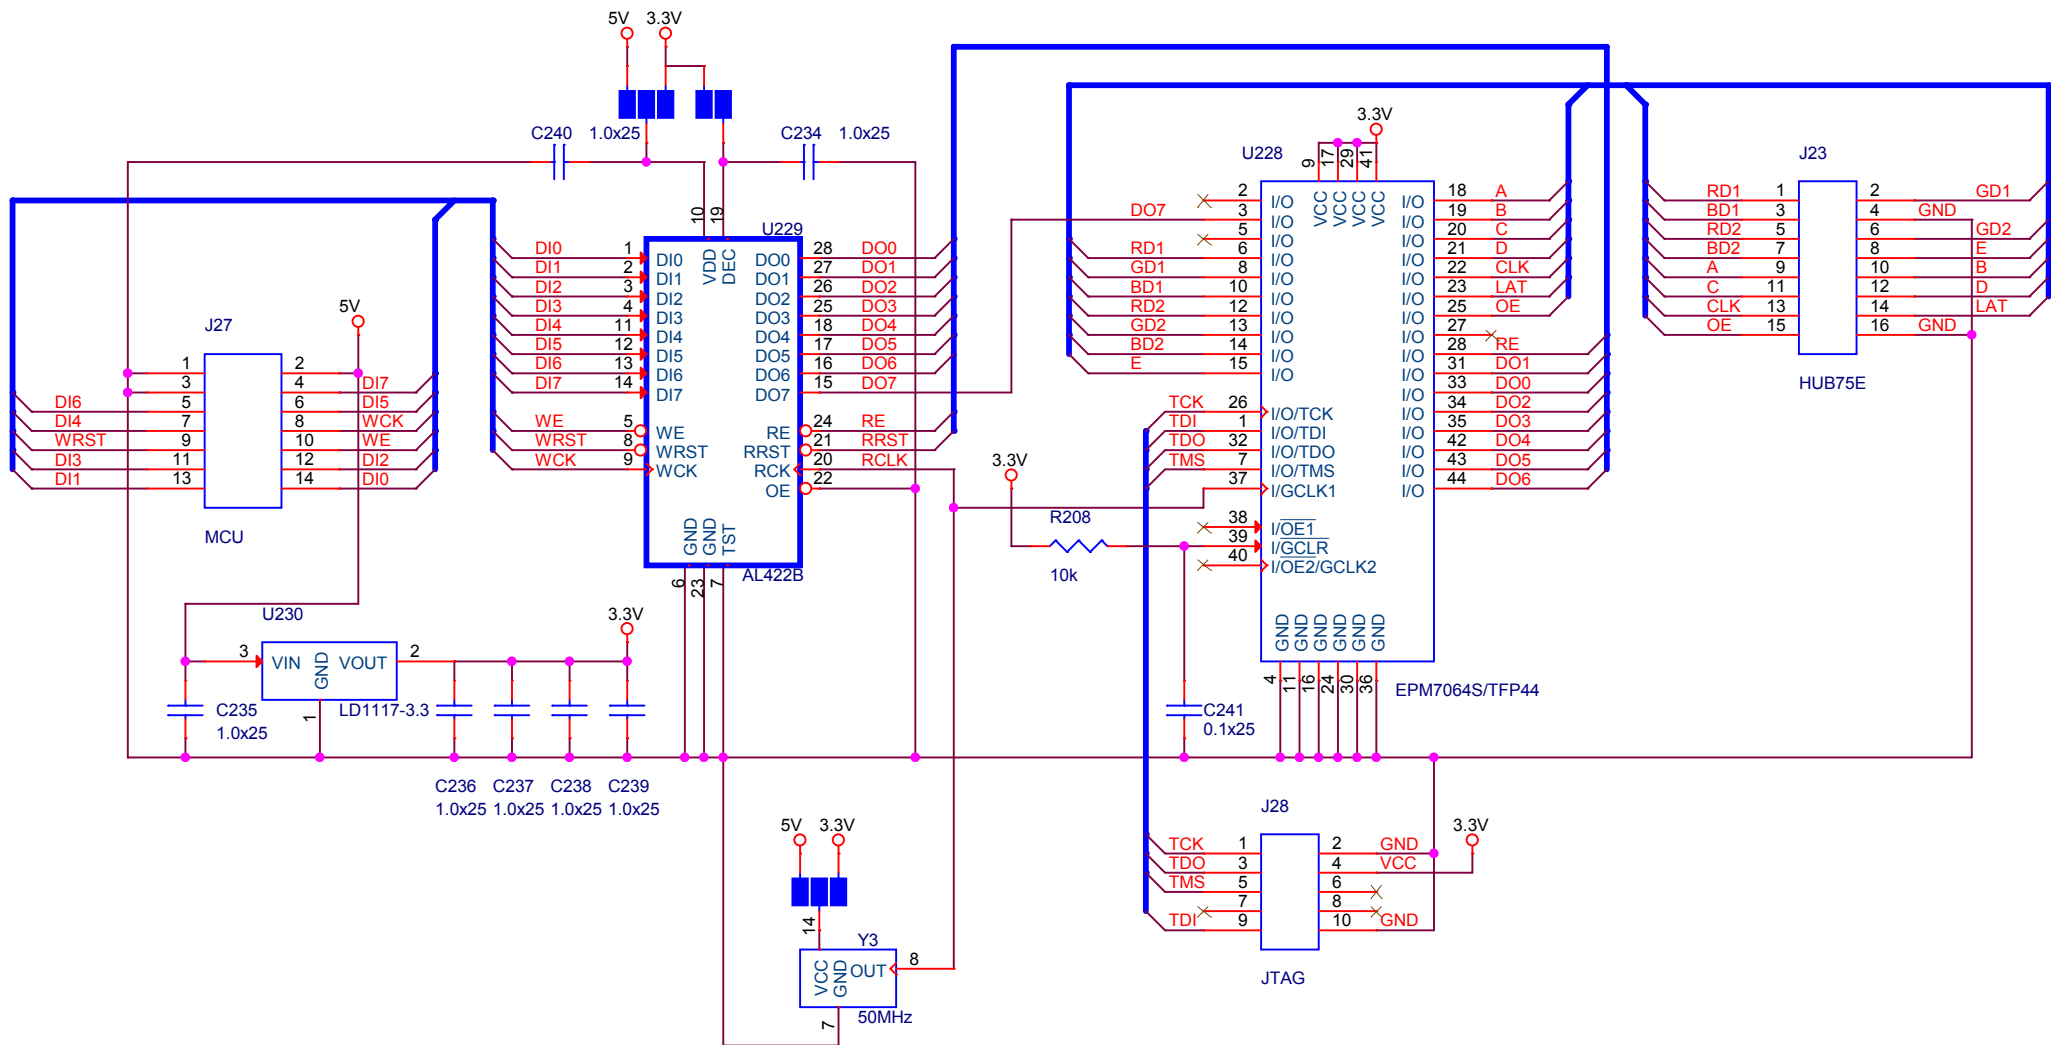 5V 3.3V
C240 1.0x25
C234 1.0x25
10 19
U229
VDD DEC
DI0 1 DI0 DO0 28 DO0
DI1 2 DI1 DO1 27 DO1
DI2 3 DI2 DO2 26 DO2
DI3 4 DI3 DO3 25 DO3
DI4 11 DI4 DO4 18 DO4
DI5 12 DI5 DO5 17 DO5
DI6 13 DI6 DO6 16 DO6
DI7 14 DI7 DO7 15 DO7
WE 5 WE RE 24 RE
WRST 8 WRST RRST 21 RRST
WCK 9 WCK RCK 20 RCLK
OE 22
GND GND TST
6 23 7
AL422B
5V
J27
1 2
3 4 DI7
DI6 5 6 DI5
DI4 7 8 WCK
WRST 9 10 WE
DI3 11 12 DI2
DI1 13 14 DI0
MCU
U230
3 VIN GND VOUT 2
1
LD1117-3.3
3.3V
C235
1.0x25
C236 C237 C238 C239
1.0x25 1.0x25 1.0x25 1.0x25
3.3V
U228
9 17 29 41
VCC VCC VCC VCC
2 I/O I/O 18 A
DO7 3 I/O I/O 19 B
5 I/O I/O 20 C
RD1 6 I/O I/O 21 D
GD1 8 I/O I/O 22 CLK
BD1 10 I/O I/O 23 LAT
RD2 12 I/O I/O 25 OE
GD2 13 I/O I/O 27
BD2 14 I/O I/O 28 RE
E 15 I/O I/O 31 DO1
I/O 33 DO0
TCK 26 I/O/TCK I/O 34 DO2
TDI 1 I/O/TDI I/O 35 DO3
TDO 32 I/O/TDO I/O 42 DO4
TMS 7 I/O/TMS I/O 43 DO5
37 I/GCLK1 I/O 44 DO6
38 I/OE1
39 I/GCLR
40 I/OE2/GCLK2
GND GND GND GND GND GND
4 11 16 24 30 36
EPM7064S/TFP44
3.3V
R208
10k
C241
0.1x25
J23
RD1 1 2 GD1
BD1 3 4 GND
RD2 5 6 GD2
BD2 7 8 E
A 9 10 B
C 11 12 D
CLK 13 14 LAT
OE 15 16 GND
HUB75E
J28
3.3V
TCK 1 2 GND
TDO 3 4 VCC
TMS 5 6
7 8
TDI 9 10 GND
JTAG
5V 3.3V
14
Y3
VCC GND OUT 8
7
50MHz